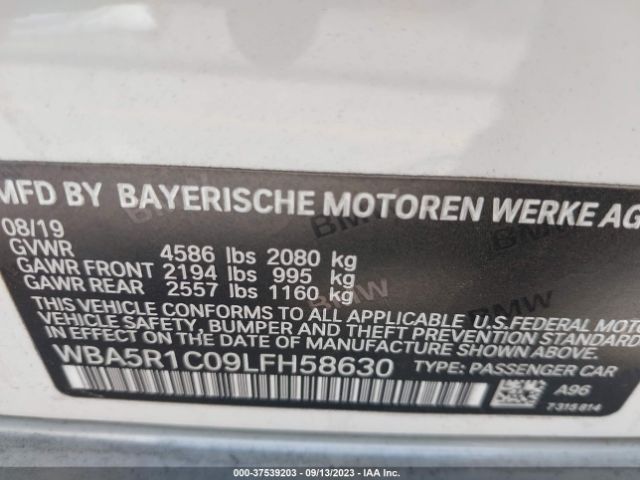 MFD BY BAYERISCHE MOTOREN WERKE AG
08/19
GVWR 4586 lbs 2080 kg
GAWR FRONT 2194 lbs 995 kg
GAWR REAR 2557 lbs 1160 kg
THIS VEHICLE CONFORMS TO ALL APPLICABLE U.S. FEDERAL MOTOR
VEHICLE SAFETY, BUMPER AND THEFT PREVENTION STANDARDS
IN EFFECT ON THE DATE OF MANUFACTURE SHOWN ABOVE.
WBA5R1C09LFH58630 TYPE: PASSENGER CAR
A96
7315814
000-37539203 - 09/13/2023 - IAA Inc.